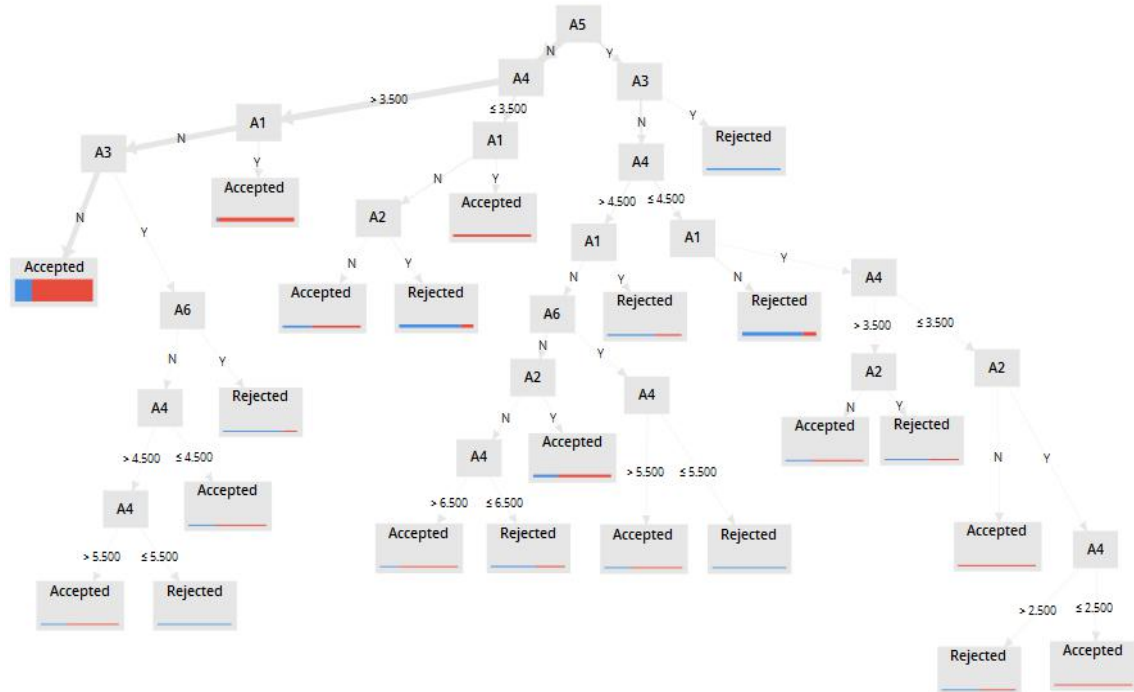 A5
N
Y
A4
A3
> 3.500
≤ 3.500
N
Y
A1
A1
A4
Rejected
N
Y
N
Y
> 4.500
≤ 4.500
A3
Accepted
A2
Accepted
A1
A1
N
Y
N
Y
N
Y
N
Y
Accepted
A6
Accepted
Rejected
A6
Rejected
Rejected
A4
N
Y
N
Y
> 3.500
≤ 3.500
A4
Rejected
A2
A4
A2
A2
> 4.500
≤ 4.500
N
Y
> 5.500
≤ 5.500
N
Y
N
Y
A4
Accepted
A4
Accepted
Accepted
Rejected
> 5.500
≤ 5.500
> 6.500
≤ 6.500
Accepted
Rejected
Accepted
Rejected
Accepted
Rejected
Accepted
A4
> 2.500
≤ 2.500
Rejected
Accepted